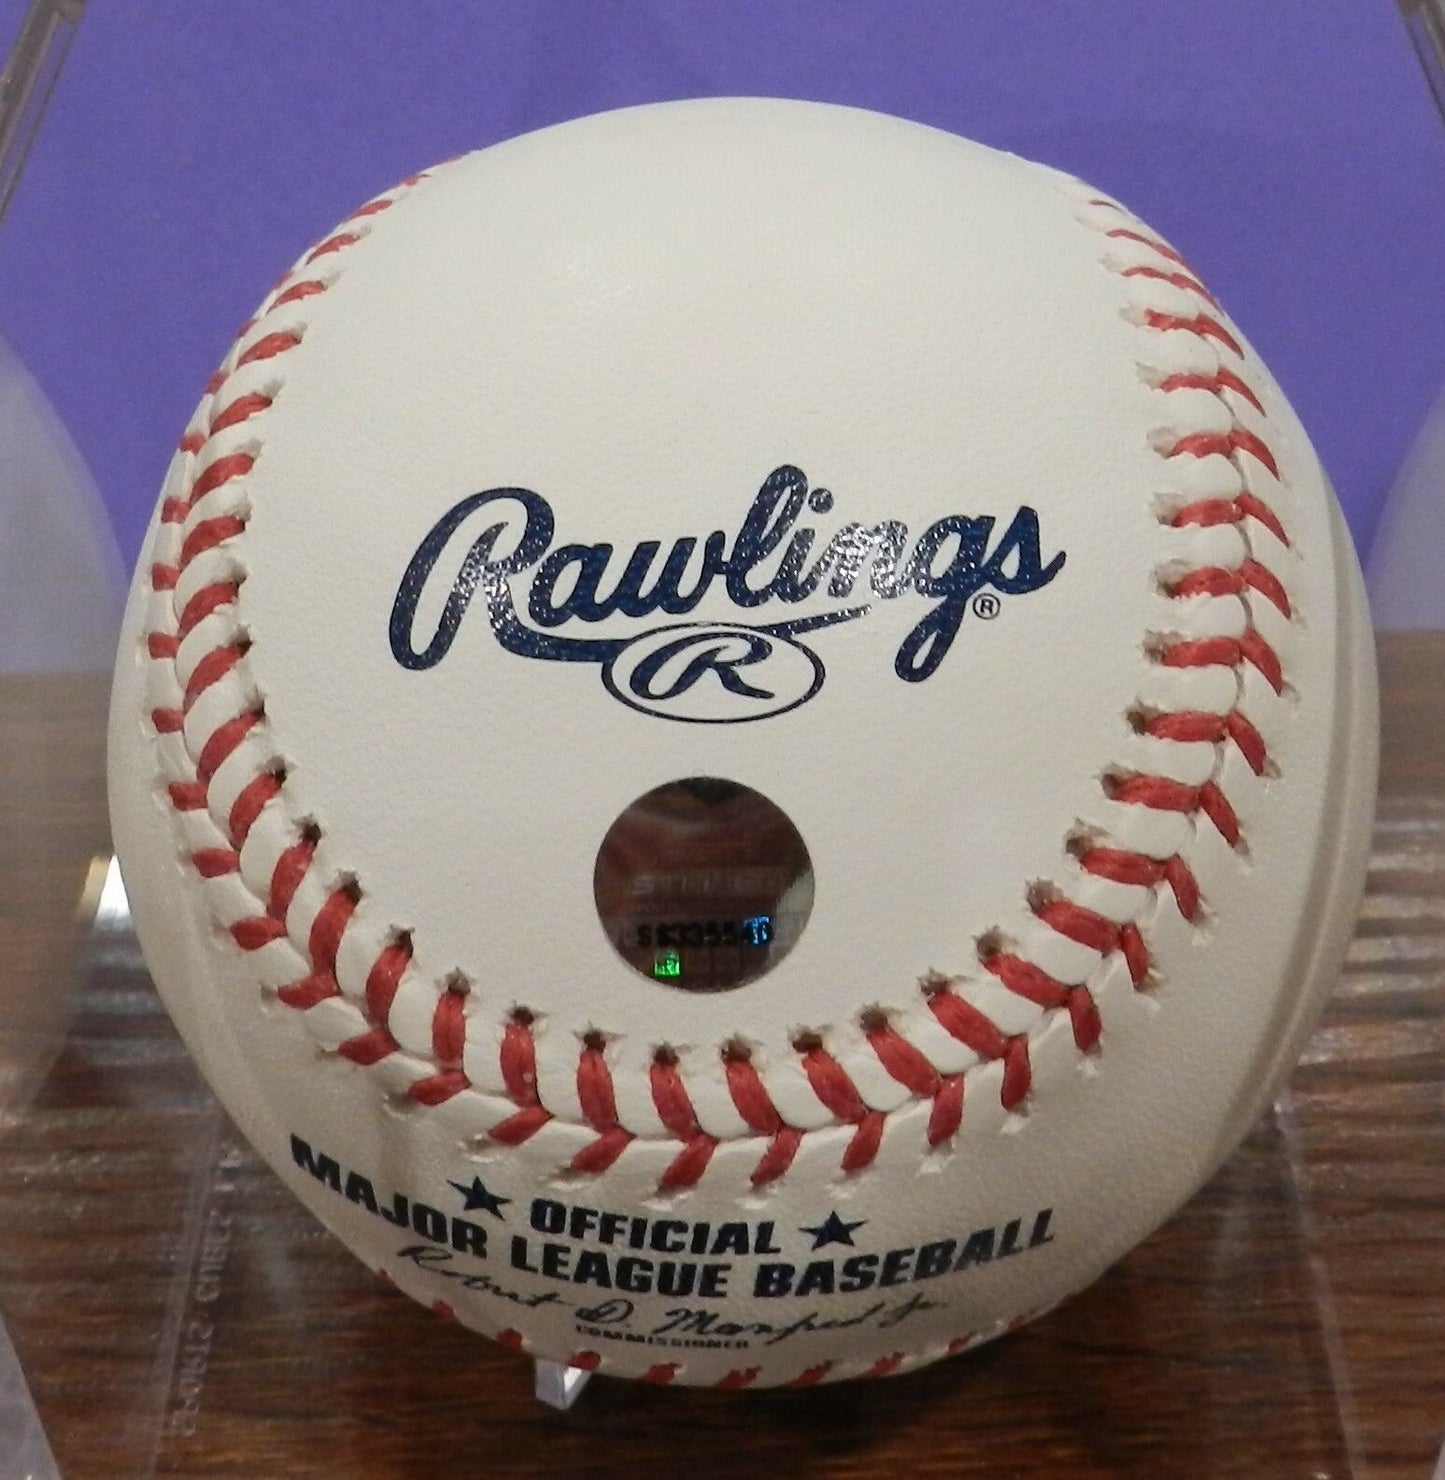 Rawlings
®
R
★ OFFICIAL ★
MAJOR LEAGUE BASEBALL
Robert D. Manfred Jr.
COMMISSIONER